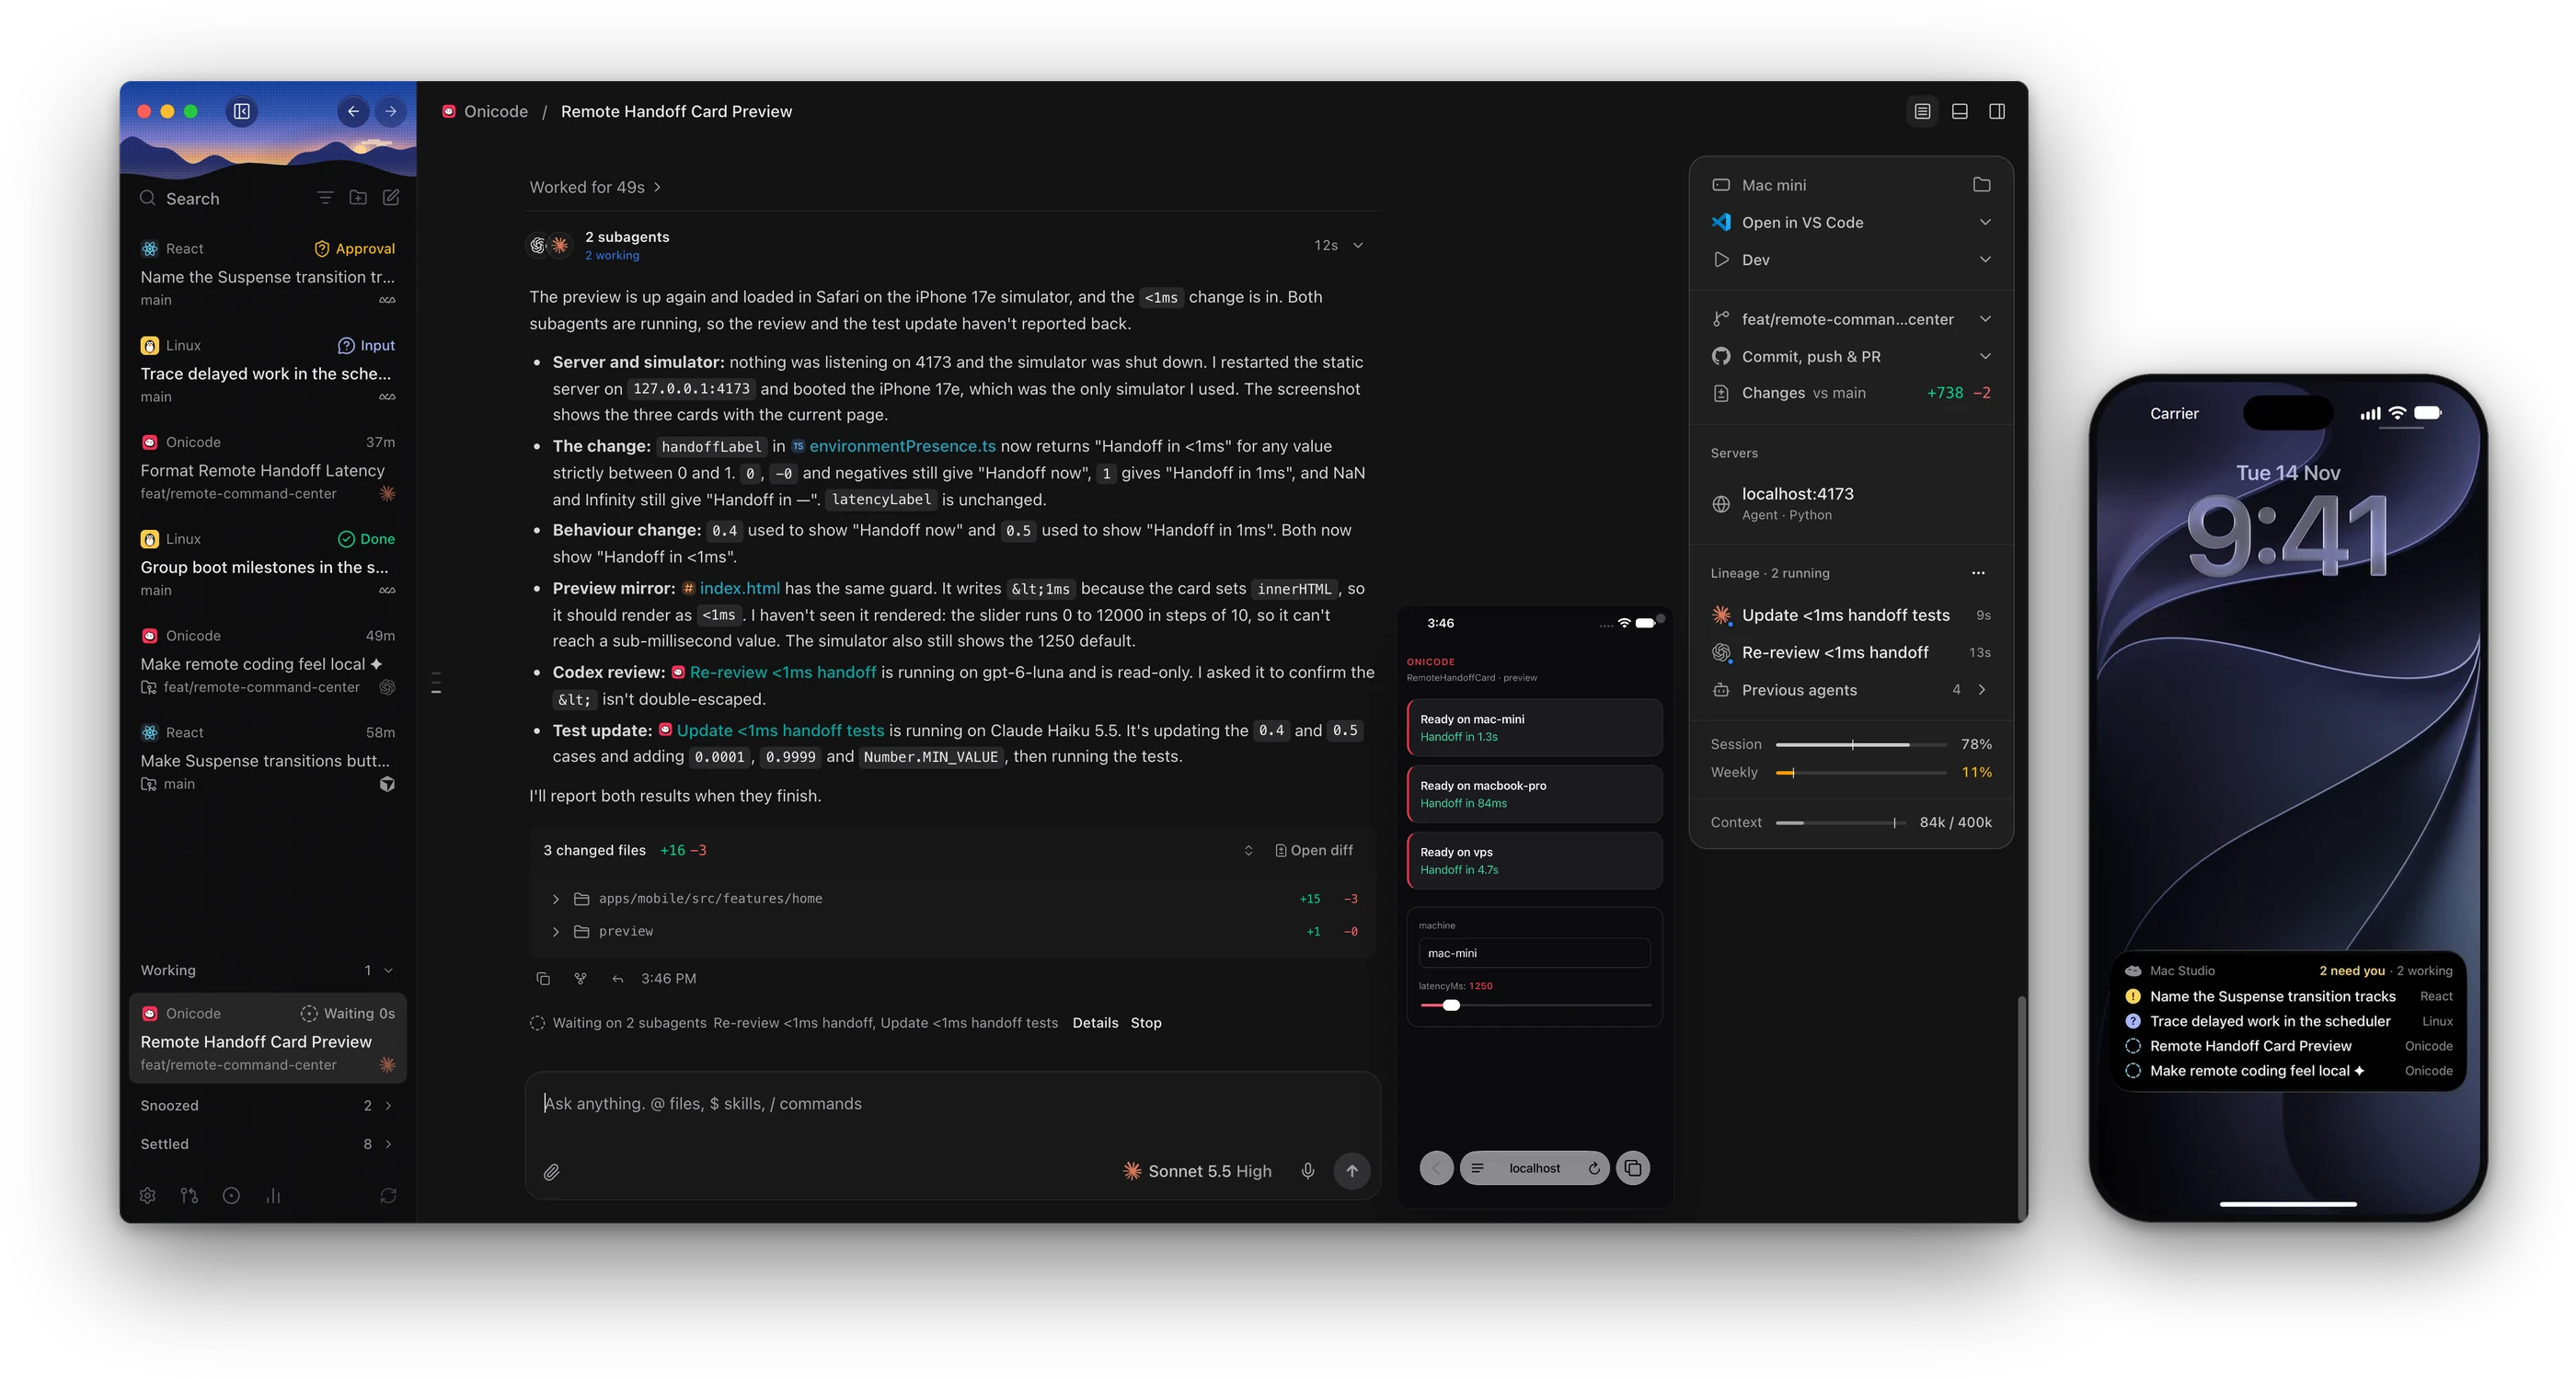 Onicode / Remote Handoff Card Preview
Search
React Approval
Name the Suspense transition tr...
main
Linux Input
Trace delayed work in the sche...
main
Onicode 37m
Format Remote Handoff Latency
feat/remote-command-center
Linux Done
Group boot milestones in the s...
main
Onicode 49m
Make remote coding feel local ✦
feat/remote-command-center
React 58m
Make Suspense transitions butt...
main
Working 1
Onicode Waiting 0s
Remote Handoff Card Preview
feat/remote-command-center
Snoozed 2
Settled 8
Worked for 49s
2 subagents
2 working
12s
The preview is up again and loaded in Safari on the iPhone 17e simulator, and the <1ms change is in. Both
subagents are running, so the review and the test update haven't reported back.
• Server and simulator: nothing was listening on 4173 and the simulator was shut down. I restarted the static
server on 127.0.0.1:4173 and booted the iPhone 17e, which was the only simulator I used. The screenshot
shows the three cards with the current page.
• The change: handoffLabel in TS environmentPresence.ts now returns "Handoff in <1ms" for any value
strictly between 0 and 1. 0, −0 and negatives still give "Handoff now", 1 gives "Handoff in 1ms", and NaN
and Infinity still give "Handoff in —". latencyLabel is unchanged.
• Behaviour change: 0.4 used to show "Handoff now" and 0.5 used to show "Handoff in 1ms". Both now
show "Handoff in <1ms".
• Preview mirror: # index.html has the same guard. It writes &lt;1ms because the card sets innerHTML, so
it should render as <1ms. I haven't seen it rendered: the slider runs 0 to 12000 in steps of 10, so it can't
reach a sub-millisecond value. The simulator also still shows the 1250 default.
• Codex review: Re-review <1ms handoff is running on gpt-6-luna and is read-only. I asked it to confirm the
&lt; isn't double-escaped.
• Test update: Update <1ms handoff tests is running on Claude Haiku 5.5. It's updating the 0.4 and 0.5
cases and adding 0.0001, 0.9999 and Number.MIN_VALUE, then running the tests.
I'll report both results when they finish.
3 changed files +16 −3 Open diff
apps/mobile/src/features/home +15 −3
preview +1 −0
3:46 PM
Waiting on 2 subagents Re-review <1ms handoff, Update <1ms handoff tests Details Stop
Ask anything. @ files, $ skills, / commands
Sonnet 5.5 High
3:46
ONICODE
RemoteHandoffCard · preview
Ready on mac-mini
Handoff in 1.3s
Ready on macbook-pro
Handoff in 84ms
Ready on vps
Handoff in 4.7s
machine
mac-mini
latencyMs: 1250
localhost
Mac mini
Open in VS Code
Dev
feat/remote-comman...center
Commit, push & PR
Changes vs main +738 −2
Servers
localhost:4173
Agent · Python
Lineage · 2 running
Update <1ms handoff tests 9s
Re-review <1ms handoff 13s
Previous agents 4
Session 78%
Weekly 11%
Context 84k / 400k
Carrier
Tue 14 Nov
9:41
Mac Studio 2 need you · 2 working
Name the Suspense transition tracks React
Trace delayed work in the scheduler Linux
Remote Handoff Card Preview Onicode
Make remote coding feel local ✦ Onicode